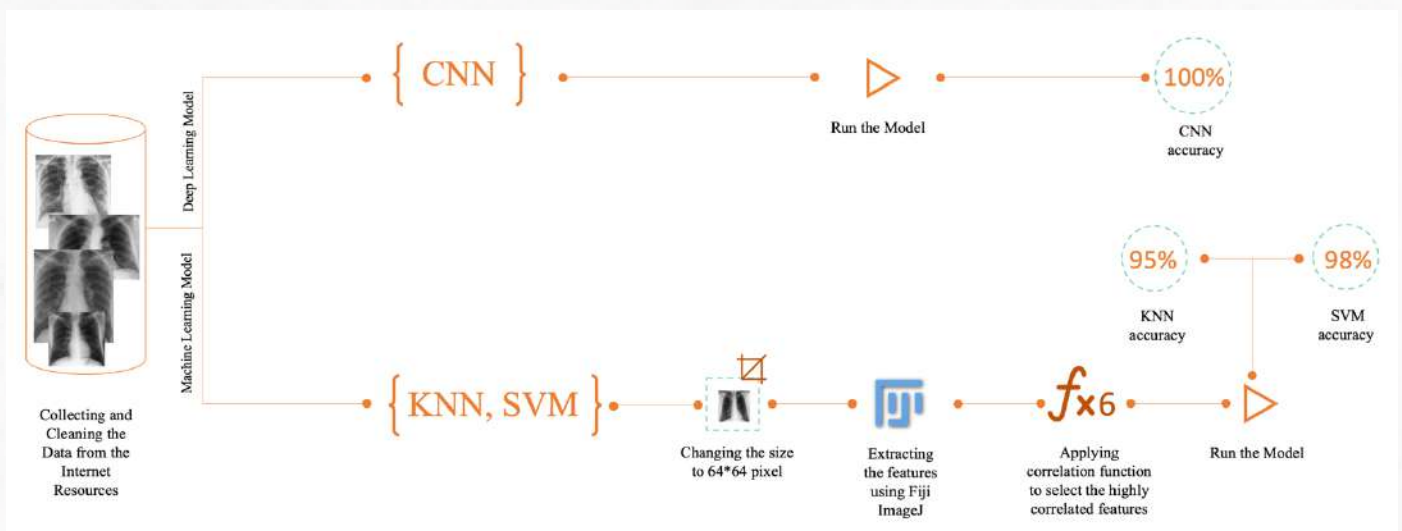 Collecting and
Cleaning the
Data from the
Internet
Resources
Deep Learning Model
{ CNN }
Run the Model
100%
CNN
accuracy
Machine Learning Model
{ KNN, SVM }
Changing the size
to 64*64 pixel
Extracting
the features
using Fiji
ImageJ
fx6
Applying
correlation function
to select the highly
correlated features
Run the Model
95%
KNN
accuracy
98%
SVM
accuracy